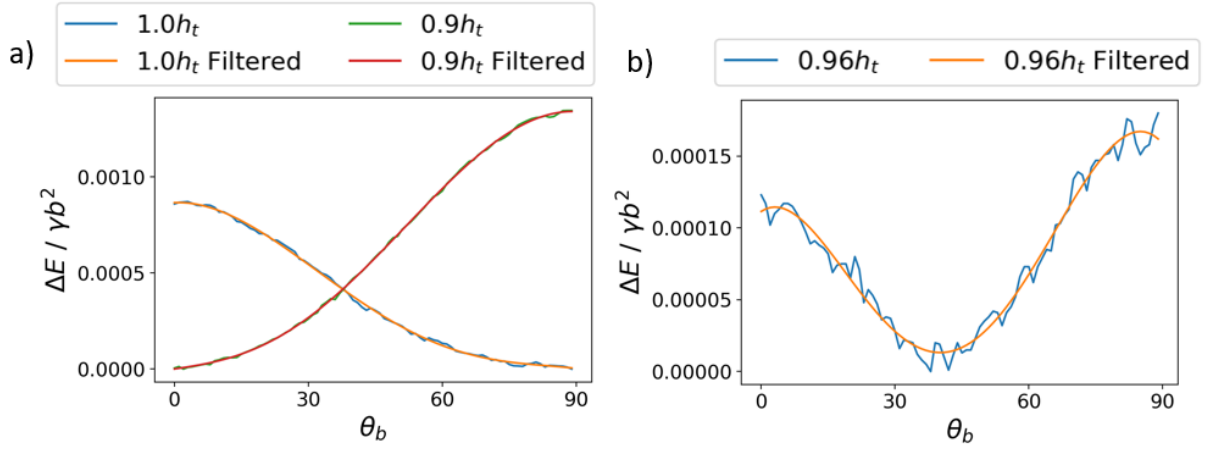 a)
1.0h_t 0.9h_t
1.0h_t Filtered 0.9h_t Filtered
ΔE / γb²
0.0010
0.0005
0.0000
0 30 60 90
θ_b
b)
0.96h_t 0.96h_t Filtered
ΔE / γb²
0.00015
0.00010
0.00005
0.00000
0 30 60 90
θ_b